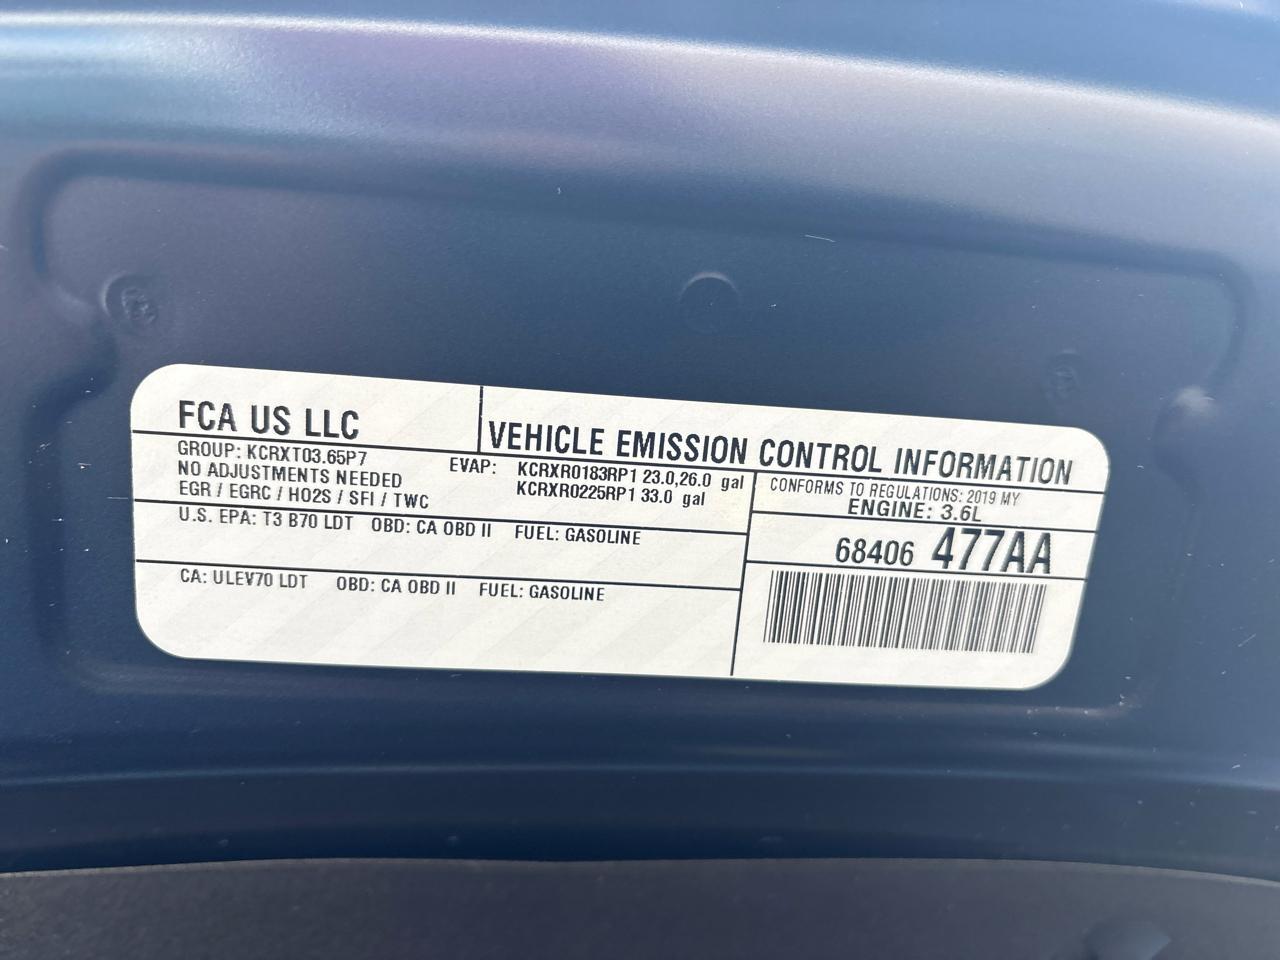 FCA US LLC
VEHICLE EMISSION CONTROL INFORMATION
GROUP: KCRXT03.65P7
NO ADJUSTMENTS NEEDED
EGR / EGRC / HO2S / SFI / TWC
EVAP: KCRXR0183RP1 23.0,26.0 gal
KCRXR0225RP1 33.0 gal
CONFORMS TO REGULATIONS: 2019 MY
ENGINE: 3.6L
U.S. EPA: T3 B70 LDT OBD: CA OBD II FUEL: GASOLINE
68406 477AA
CA: ULEV70 LDT OBD: CA OBD II FUEL: GASOLINE